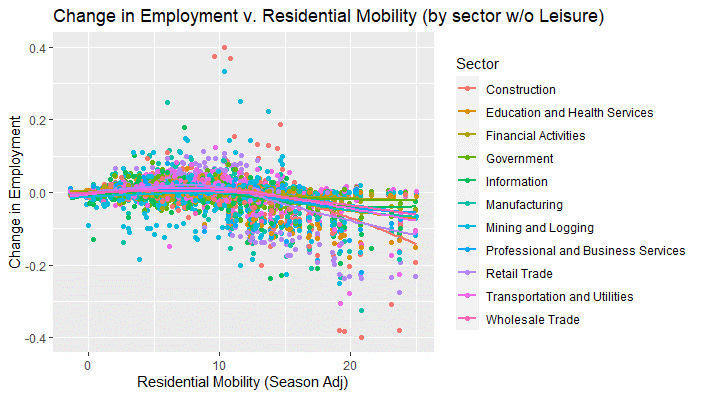 Change in Employment v. Residential Mobility (by sector w/o Leisure)
Change in Employment
0.4
0.2
0.0
-0.2
-0.4
0
10
20
Residential Mobility (Season Adj)
Sector
Construction
Education and Health Services
Financial Activities
Government
Information
Manufacturing
Mining and Logging
Professional and Business Services
Retail Trade
Transportation and Utilities
Wholesale Trade